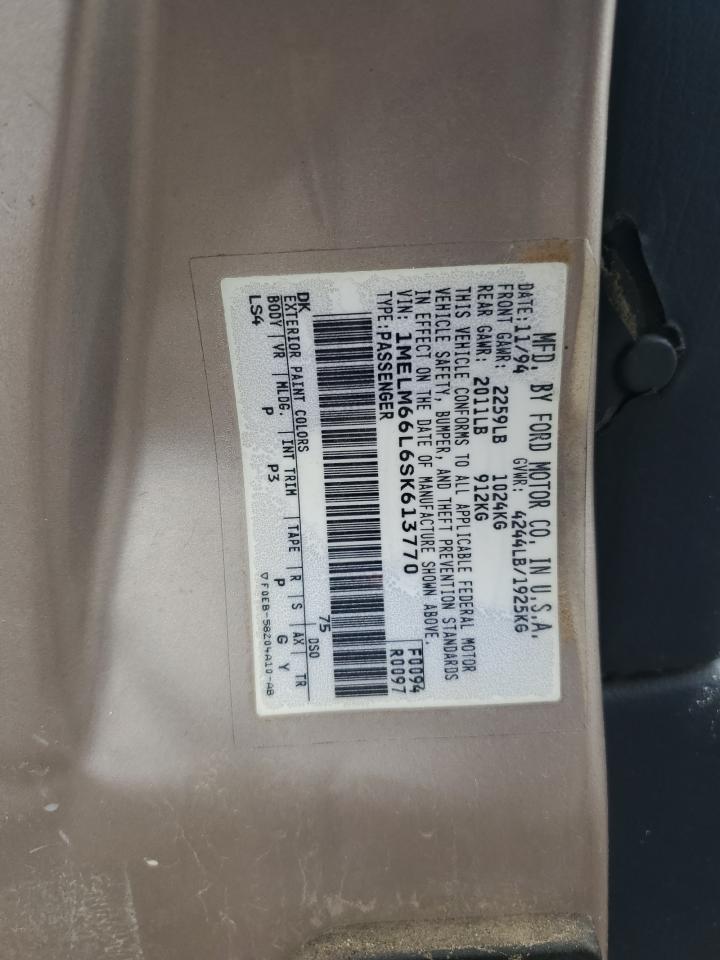 MFD. BY FORD MOTOR CO. IN U.S.A.
DATE: 11/94 GVWR: 4244LB/1925KG
FRONT GAWR: 2259LB 1024KG
REAR GAWR: 2011LB 912KG
THIS VEHICLE CONFORMS TO ALL APPLICABLE FEDERAL MOTOR
VEHICLE SAFETY, BUMPER, AND THEFT PREVENTION STANDARDS
IN EFFECT ON THE DATE OF MANUFACTURE SHOWN ABOVE.
VIN: 1MELM66L6SK613770 F0094
TYPE: PASSENGER R0097
75
DK DSO
EXTERIOR PAINT COLORS
BODY | VR | MLDG. | INT TRIM | TAPE | R | S | AX | TR
LS4 P P3 P G Y
▽ F0EB-58204A10-AB